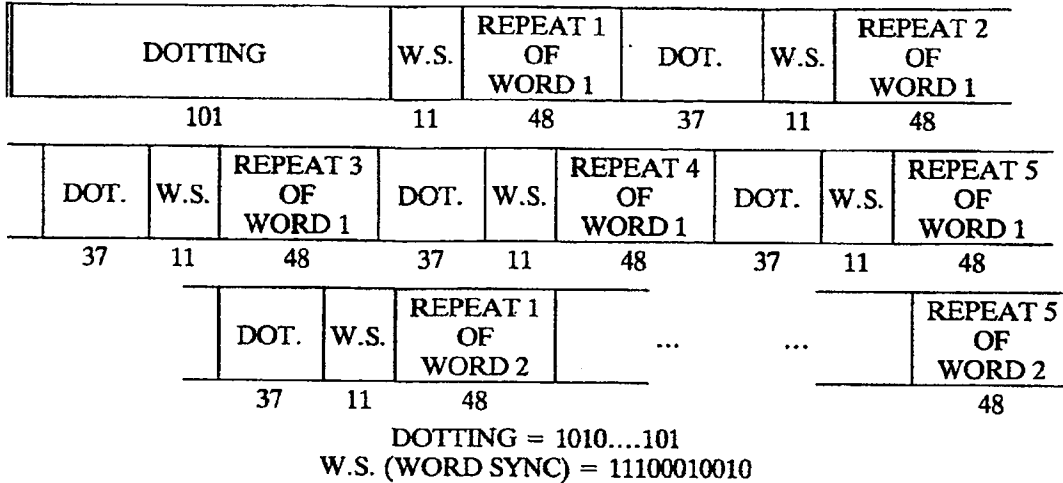 DOTTING W.S. REPEAT 1 OF WORD 1 DOT. W.S. REPEAT 2 OF WORD 1
101 11 48 37 11 48
DOT. W.S. REPEAT 3 OF WORD 1 DOT. W.S. REPEAT 4 OF WORD 1 DOT. W.S. REPEAT 5 OF WORD 1
37 11 48 37 11 48 37 11 48
DOT. W.S. REPEAT 1 OF WORD 2 ... ... REPEAT 5 OF WORD 2
37 11 48 48
DOTTING = 1010....101
W.S. (WORD SYNC) = 11100010010